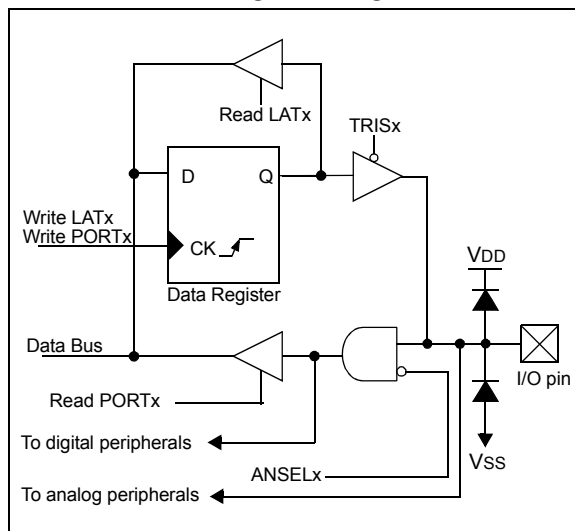 Read LATx
TRISx
D
Q
Write LATx
Write PORTx
CK
Data Register
VDD
Data Bus
I/O pin
Read PORTx
To digital peripherals
VSS
ANSELx
To analog peripherals